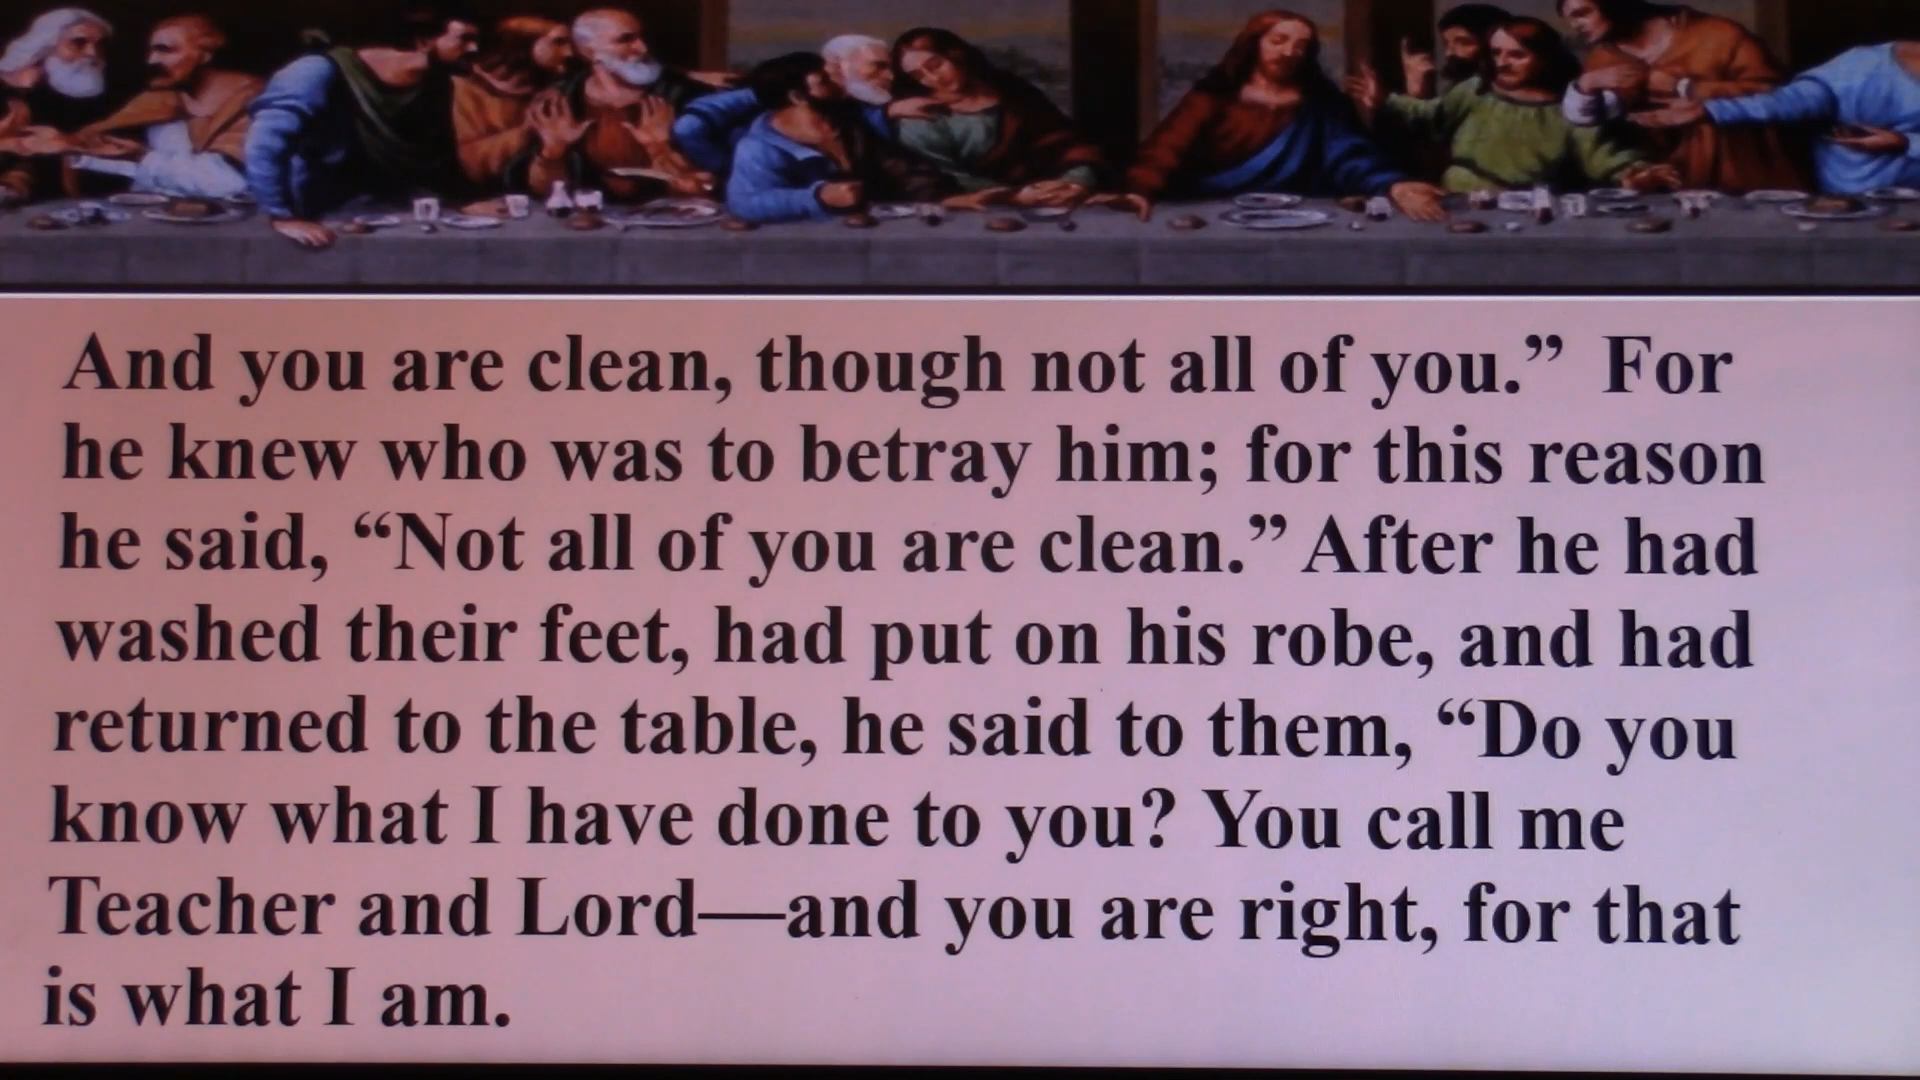 And you are clean, though not all of you.” For
he knew who was to betray him; for this reason
he said, “Not all of you are clean.” After he had
washed their feet, had put on his robe, and had
returned to the table, he said to them, “Do you
know what I have done to you? You call me
Teacher and Lord—and you are right, for that
is what I am.